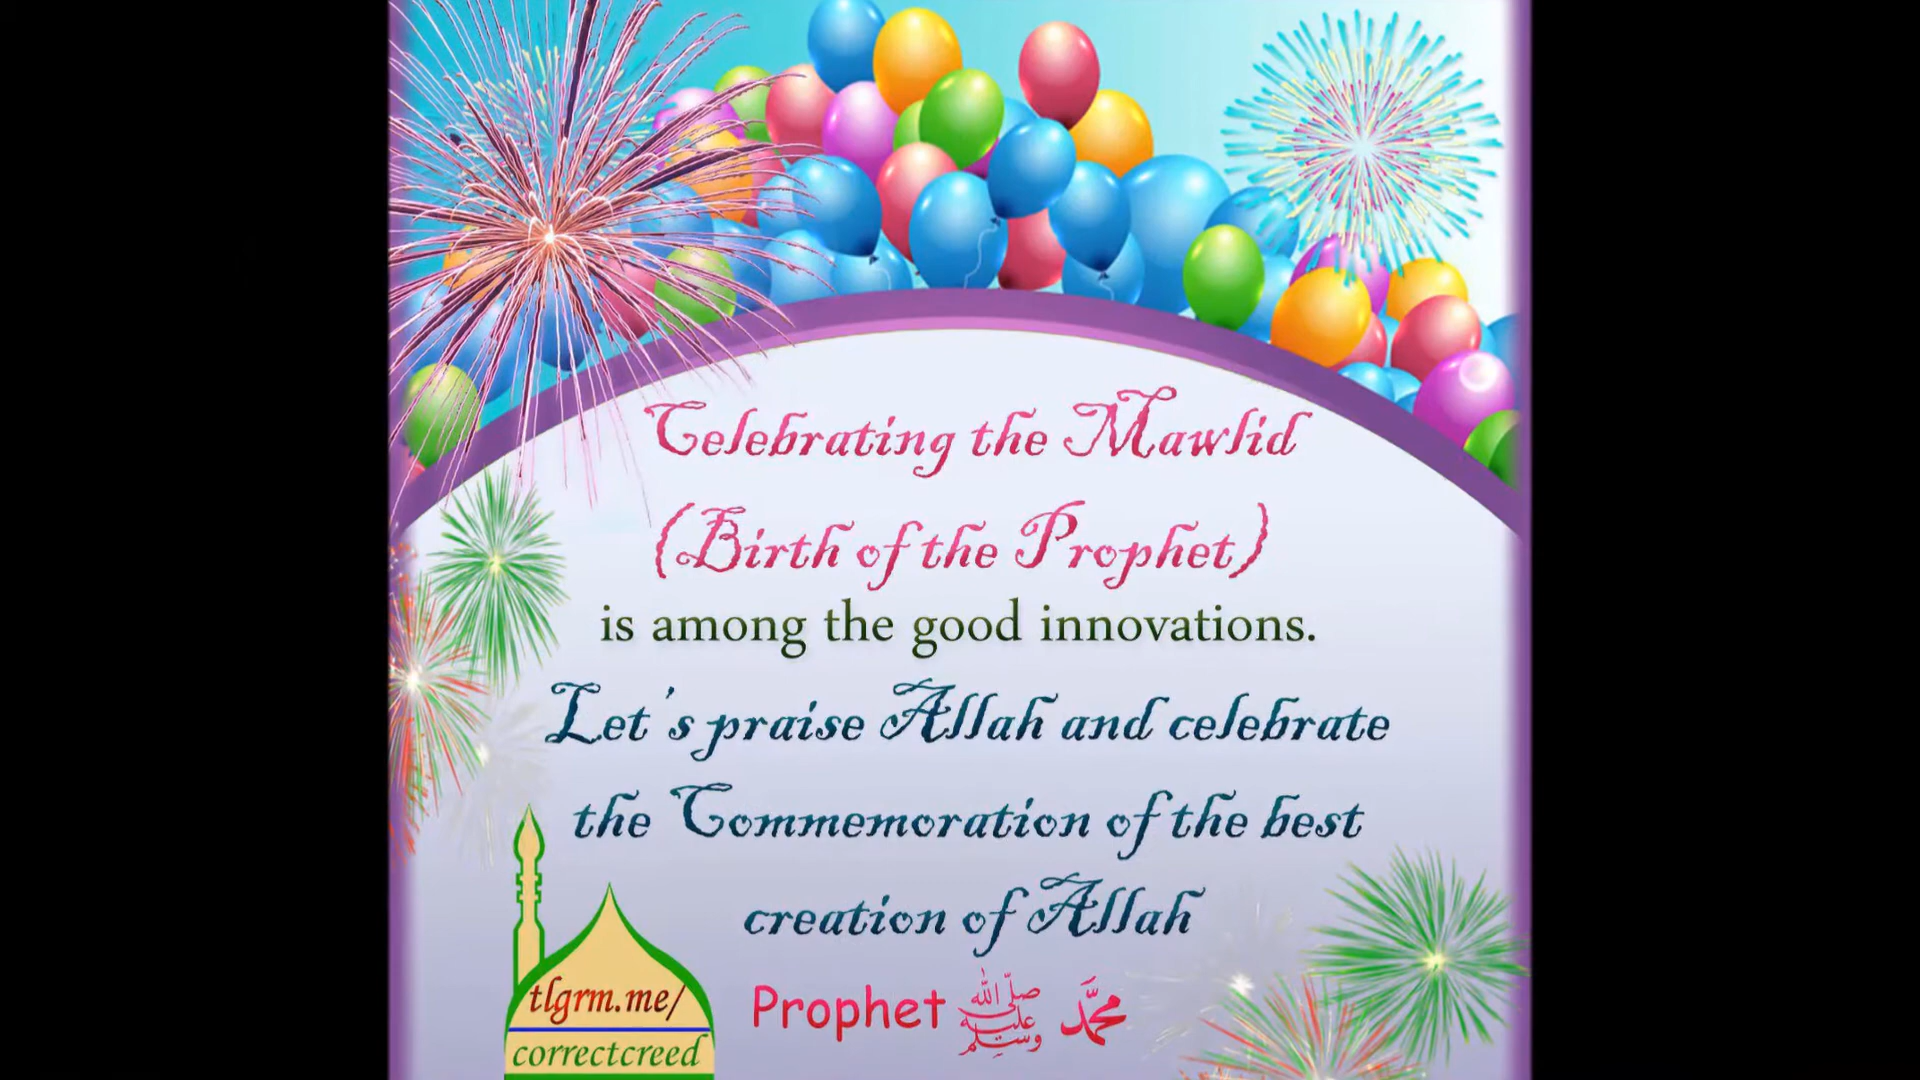 Celebrating the Mawlid
(Birth of the Prophet)
is among the good innovations.
Let's praise Allah and celebrate
the Commemoration of the best
creation of Allah
Prophet صلى الله عليه وسلم محمد
tlgrm.me/
correctcreed